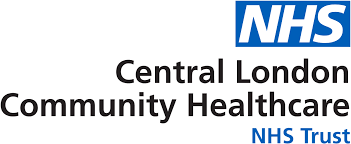 NHS
Central London
Community Healthcare
NHS Trust